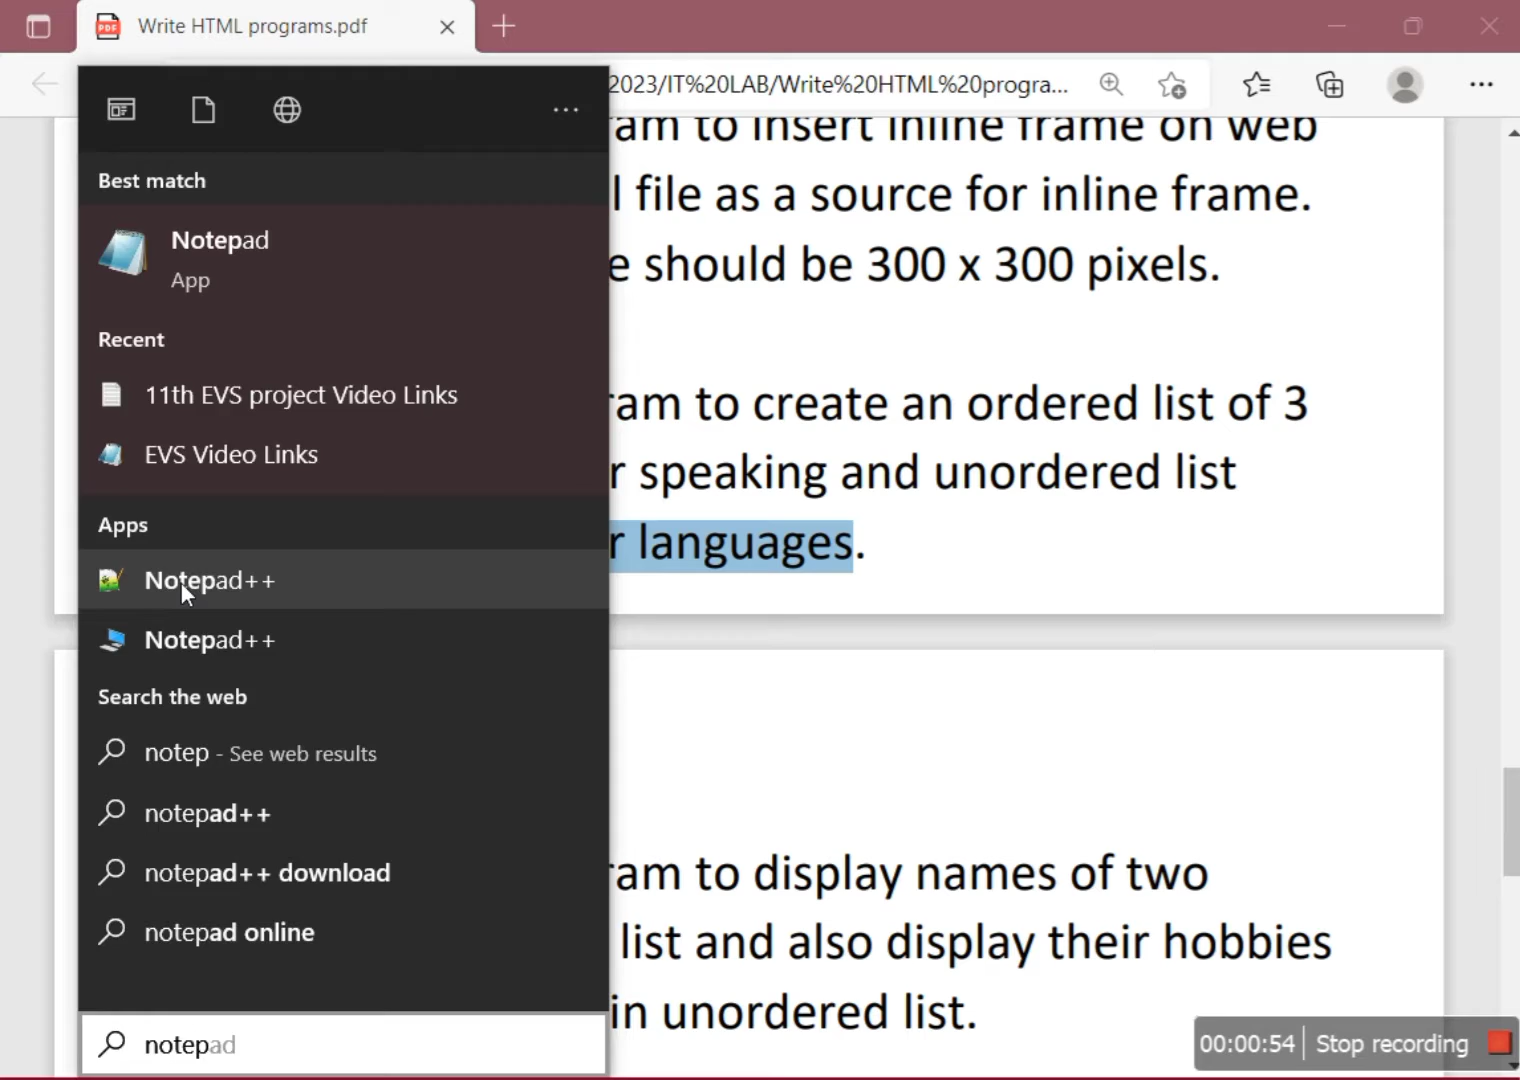 Write HTML programs.pdf
2023/IT%20LAB/Write%20HTML%20progra...
Best match
Notepad
App
Recent
11th EVS project Video Links
EVS Video Links
Apps
Notepad++
Notepad++
Search the web
notep - See web results
notepad++
notepad++ download
notepad online
notepad
am to insert inline frame on web
l file as a source for inline frame.
e should be 300 x 300 pixels.
ram to create an ordered list of 3
r speaking and unordered list
r languages.
ram to display names of two
list and also display their hobbies
in unordered list.
00:00:54 Stop recording